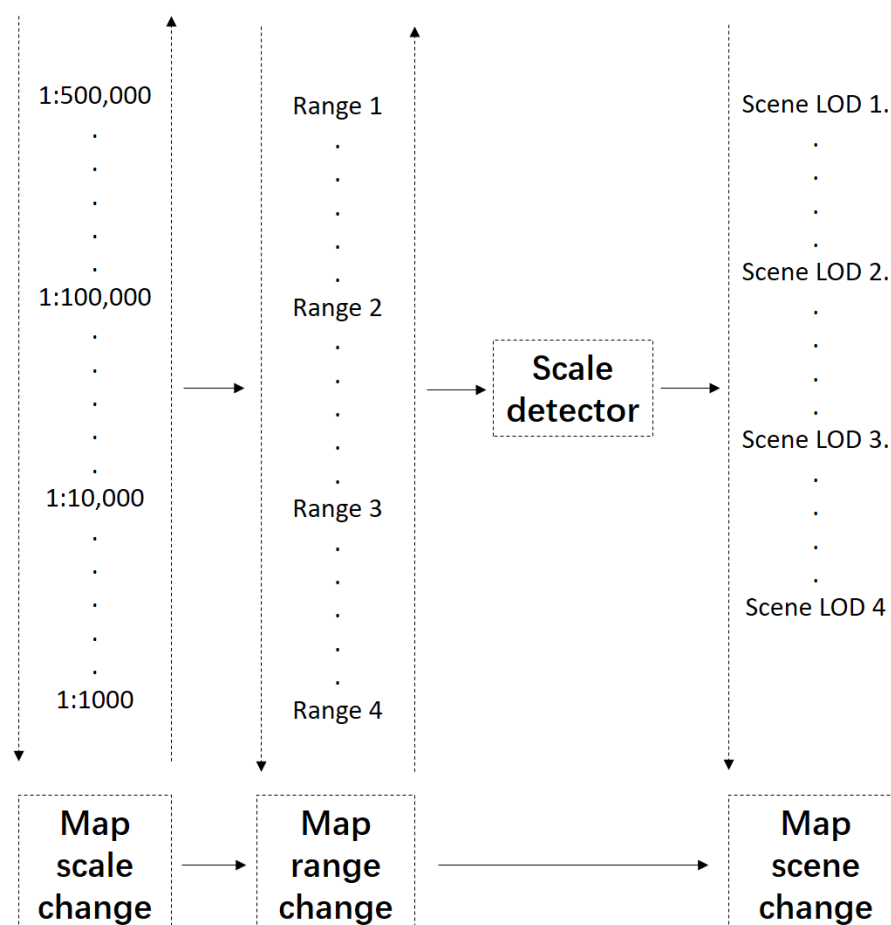 1:500,000
.
.
.
.
.
1:100,000
.
.
.
.
.
1:10,000
.
.
.
.
.
1:1000
Map
scale
change
Range 1
.
.
.
.
.
Range 2
.
.
.
.
.
Range 3
.
.
.
.
.
Range 4
Map
range
change
Scale
detector
Scene LOD 1.
.
.
.
.
Scene LOD 2.
.
.
.
.
Scene LOD 3.
.
.
.
.
Scene LOD 4
Map
scene
change